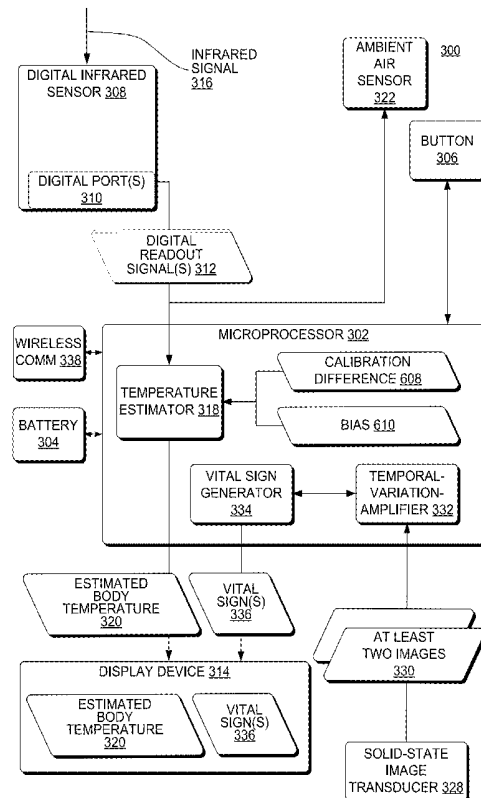 INFRARED
SIGNAL
316
DIGITAL INFRARED
SENSOR 308
DIGITAL PORT(S)
310
AMBIENT
AIR
SENSOR
322
300
BUTTON
306
DIGITAL
READOUT
SIGNAL(S) 312
MICROPROCESSOR 302
WIRELESS
COMM 338
BATTERY
304
TEMPERATURE
ESTIMATOR 318
CALIBRATION
DIFFERENCE 608
BIAS 610
VITAL SIGN
GENERATOR
334
TEMPORAL-
VARIATION-
AMPLIFIER 332
ESTIMATED
BODY
TEMPERATURE
320
VITAL
SIGN(S)
336
AT LEAST
TWO IMAGES
330
DISPLAY DEVICE 314
ESTIMATED
BODY
TEMPERATURE
320
VITAL
SIGN(S)
336
SOLID-STATE
IMAGE
TRANSDUCER 328